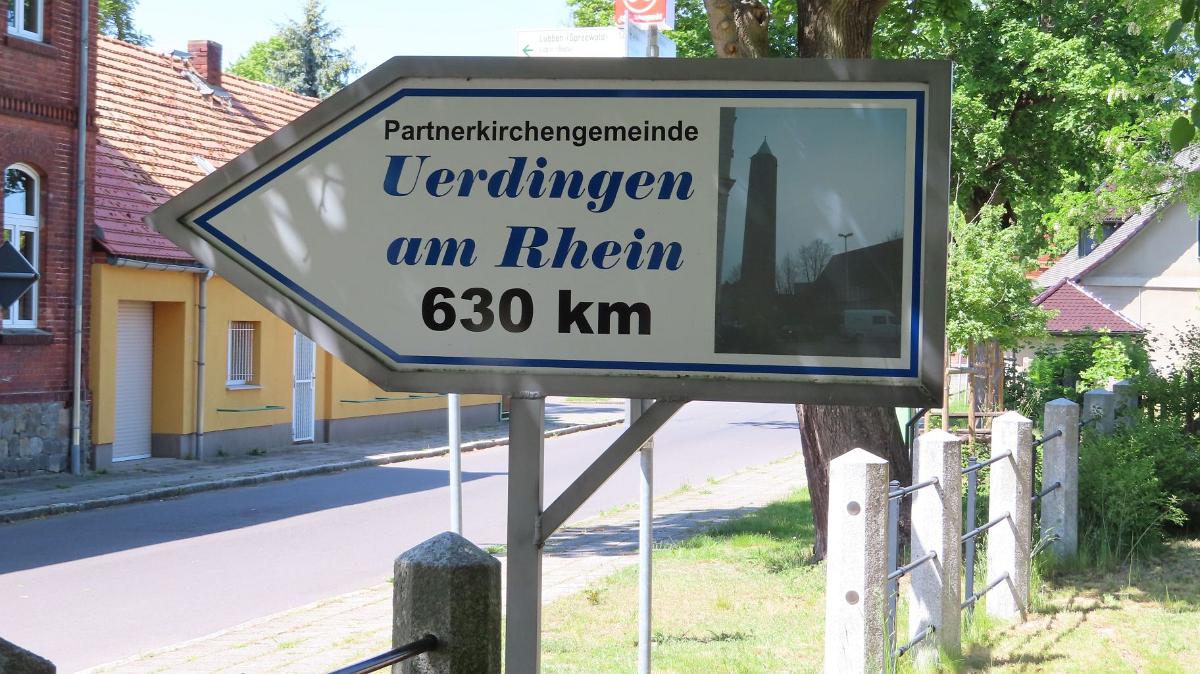 Lübben (Spreewald)
Partnerkirchengemeinde
Uerdingen
am Rhein
630 km